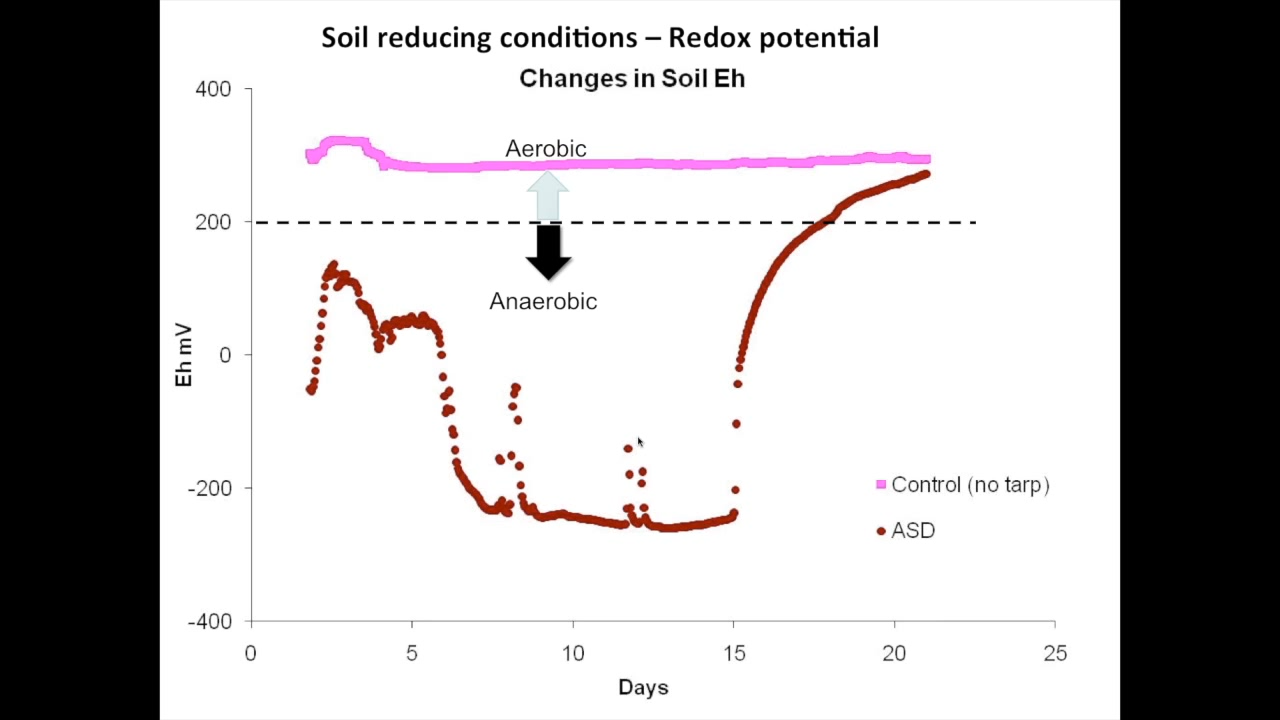 Soil reducing conditions – Redox potential
Changes in Soil Eh
400
200
0
-200
-400
Eh mV
Aerobic
Anaerobic
Control (no tarp)
ASD
0 5 10 15 20 25
Days